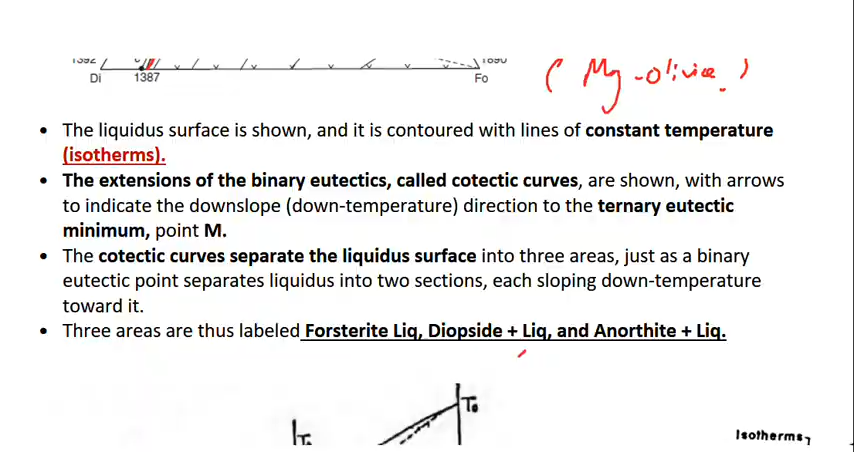 Di 1387 Fo
( Mg-olivine )
• The liquidus surface is shown, and it is contoured with lines of constant temperature
(isotherms).
• The extensions of the binary eutectics, called cotectic curves, are shown, with arrows
to indicate the downslope (down-temperature) direction to the ternary eutectic
minimum, point M.
• The cotectic curves separate the liquidus surface into three areas, just as a binary
eutectic point separates liquidus into two sections, each sloping down-temperature
toward it.
• Three areas are thus labeled Forsterite Liq, Diopside + Liq, and Anorthite + Liq.
Isotherms